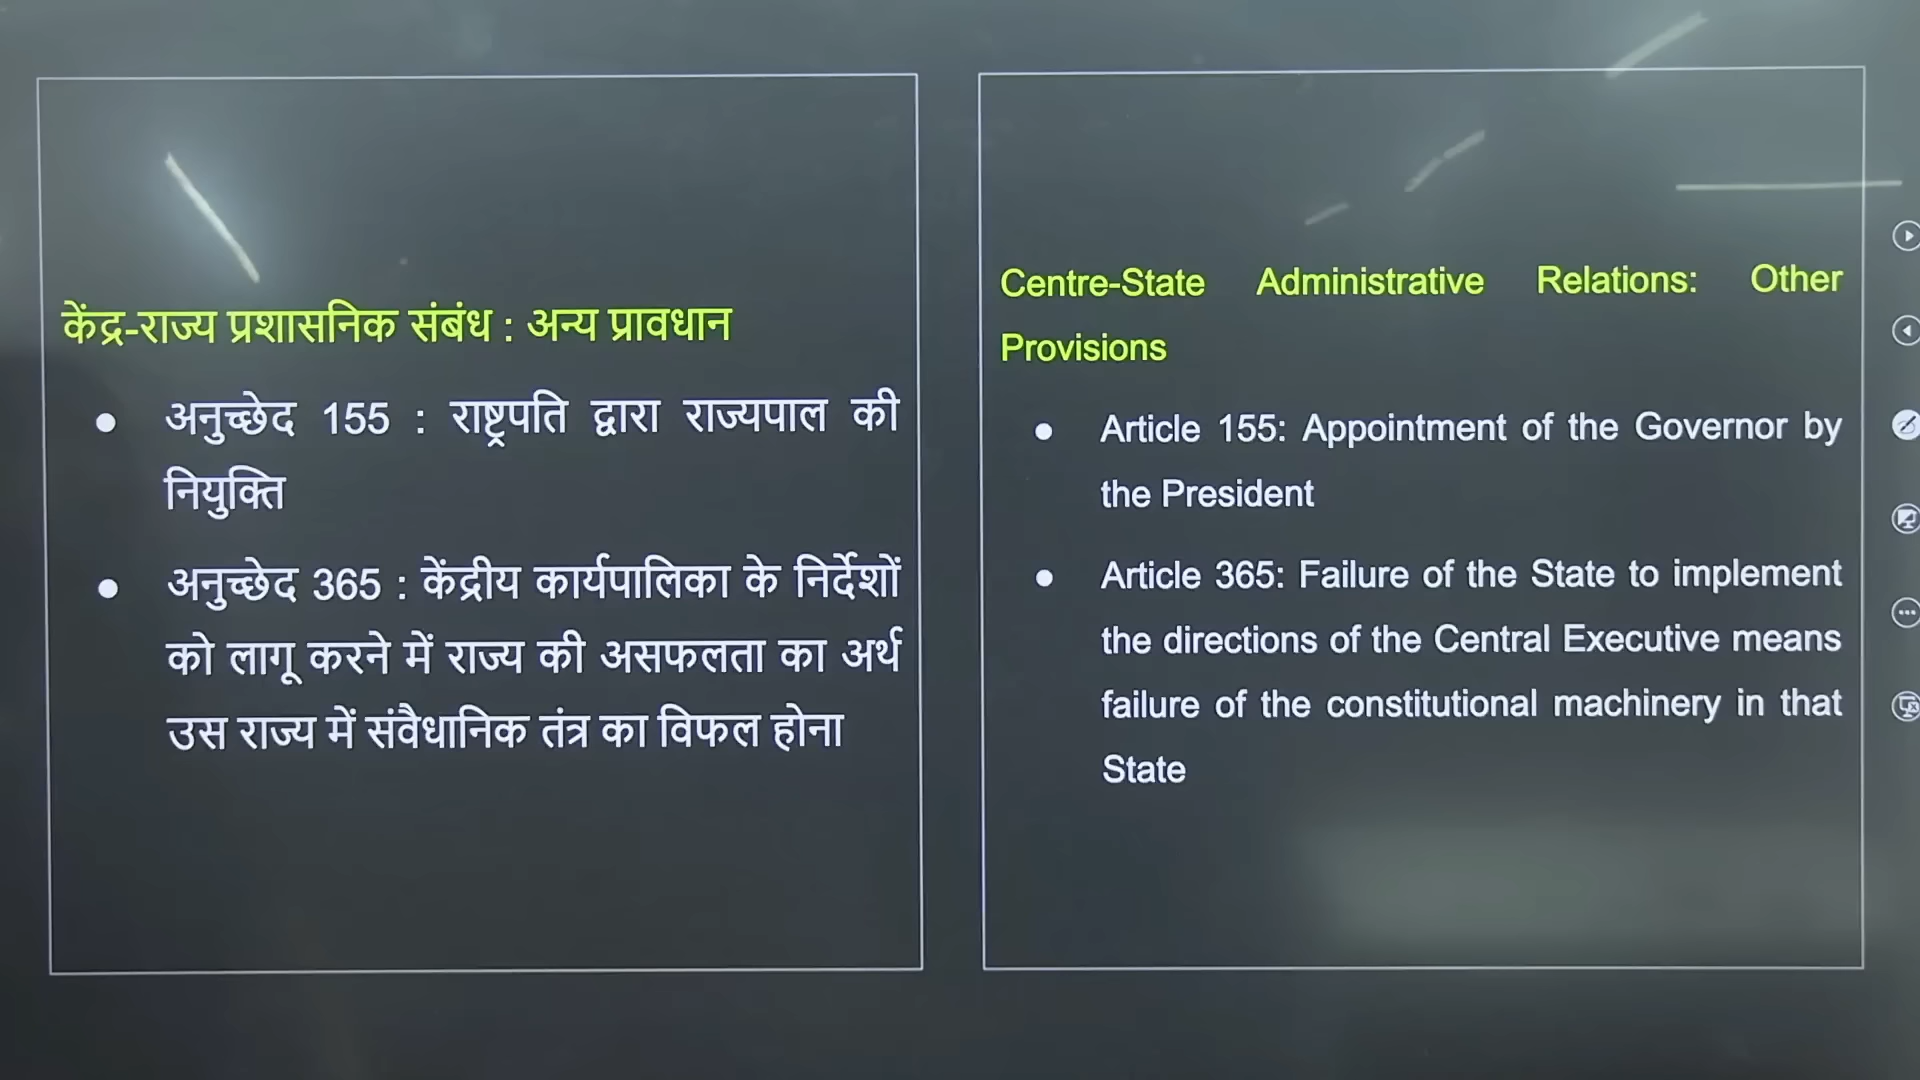 केंद्र-राज्य प्रशासनिक संबंध : अन्य प्रावधान
● अनुच्छेद 155 : राष्ट्रपति द्वारा राज्यपाल की
नियुक्ति
● अनुच्छेद 365 : केंद्रीय कार्यपालिका के निर्देशों
को लागू करने में राज्य की असफलता का अर्थ
उस राज्य में संवैधानिक तंत्र का विफल होना
Centre-State Administrative Relations: Other
Provisions
● Article 155: Appointment of the Governor by
the President
● Article 365: Failure of the State to implement
the directions of the Central Executive means
failure of the constitutional machinery in that
State